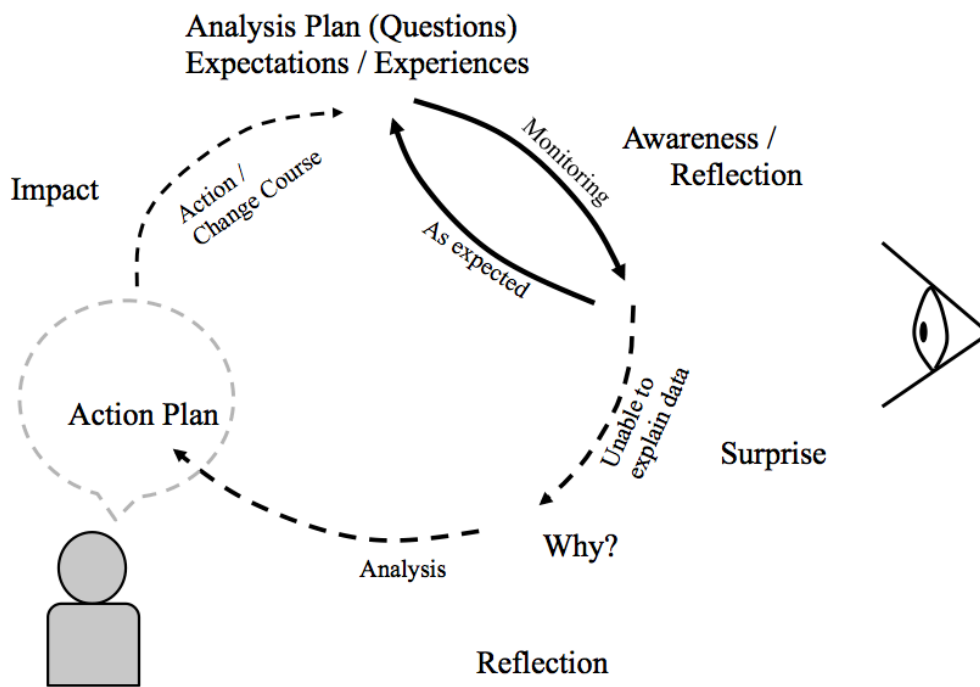 Analysis Plan (Questions)
Expectations / Experiences
Monitoring
Awareness /
Reflection
Impact
Action /
Change Course
As expected
Action Plan
Unable to
explain data
Surprise
Why?
Analysis
Reflection